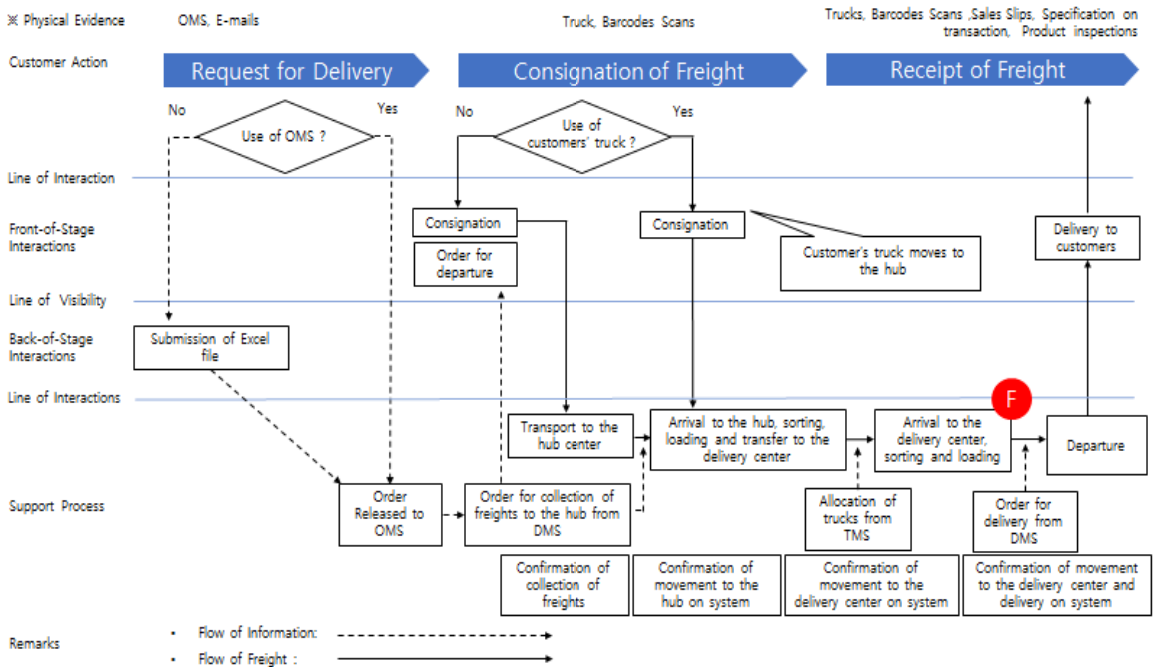 ※ Physical Evidence
OMS, E-mails
Truck, Barcodes Scans
Trucks, Barcodes Scans ,Sales Slips, Specification on
transaction, Product inspections
Customer Action
Request for Delivery
Consignation of Freight
Receipt of Freight
No
Yes
No
Yes
Use of OMS ?
Use of
customers' truck ?
Line of Interaction
Front-of-Stage
Interactions
Consignation
Order for
departure
Consignation
Customer's truck moves to
the hub
Delivery to
customers
Line of Visibility
Back-of-Stage
Interactions
Submission of Excel
file
Line of Interactions
F
Transport to the
hub center
Arrival to the hub, sorting,
loading and transfer to the
delivery center
Arrival to the
delivery center,
sorting and loading
Departure
Support Process
Order
Released to
OMS
Order for collection of
freights to the hub from
DMS
Allocation of
trucks from
TMS
Order for
delivery from
DMS
Confirmation of
collection of
freights
Confirmation of
movement to the
hub on system
Confirmation of
movement to the
delivery center on system
Confirmation of movement
to the delivery center and
delivery on system
Remarks
• Flow of Information:
• Flow of Freight :